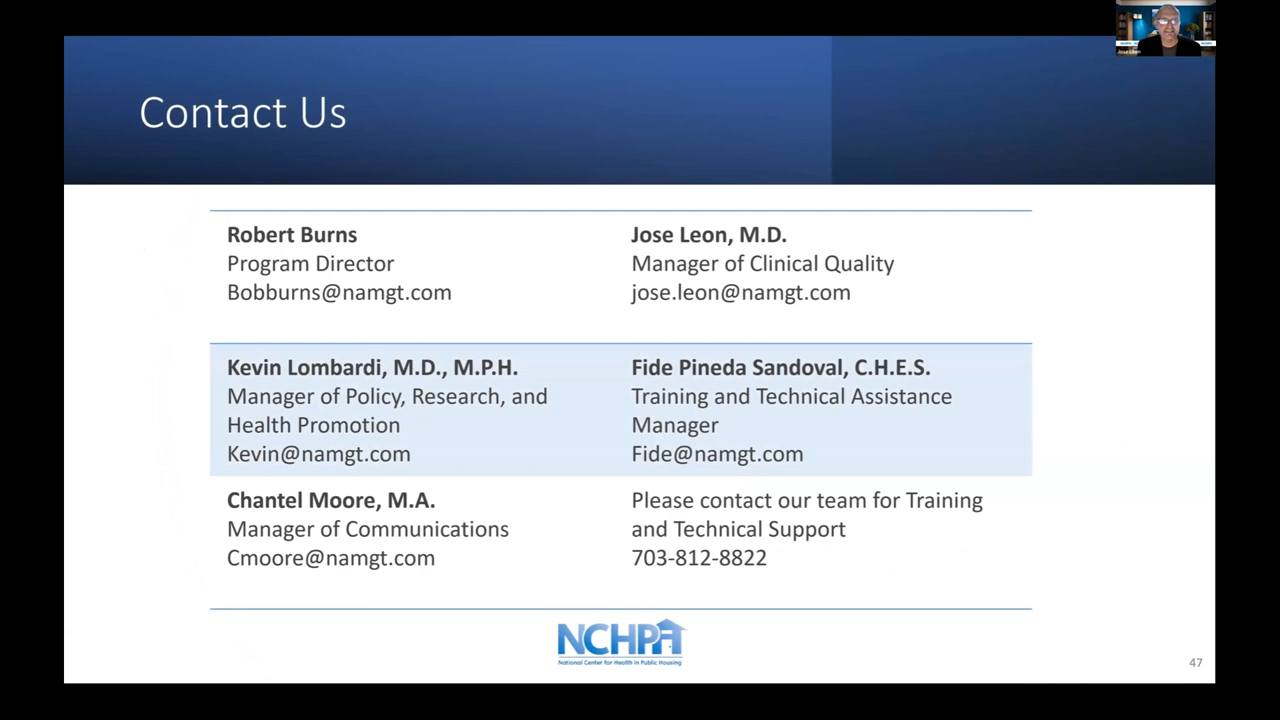 Contact Us
Robert Burns
Program Director
Bobburns@namgt.com
Jose Leon, M.D.
Manager of Clinical Quality
jose.leon@namgt.com
Kevin Lombardi, M.D., M.P.H.
Manager of Policy, Research, and
Health Promotion
Kevin@namgt.com
Fide Pineda Sandoval, C.H.E.S.
Training and Technical Assistance
Manager
Fide@namgt.com
Chantel Moore, M.A.
Manager of Communications
Cmoore@namgt.com
Please contact our team for Training
and Technical Support
703-812-8822
NCHPH
National Center for Health in Public Housing
47
Jose Leon